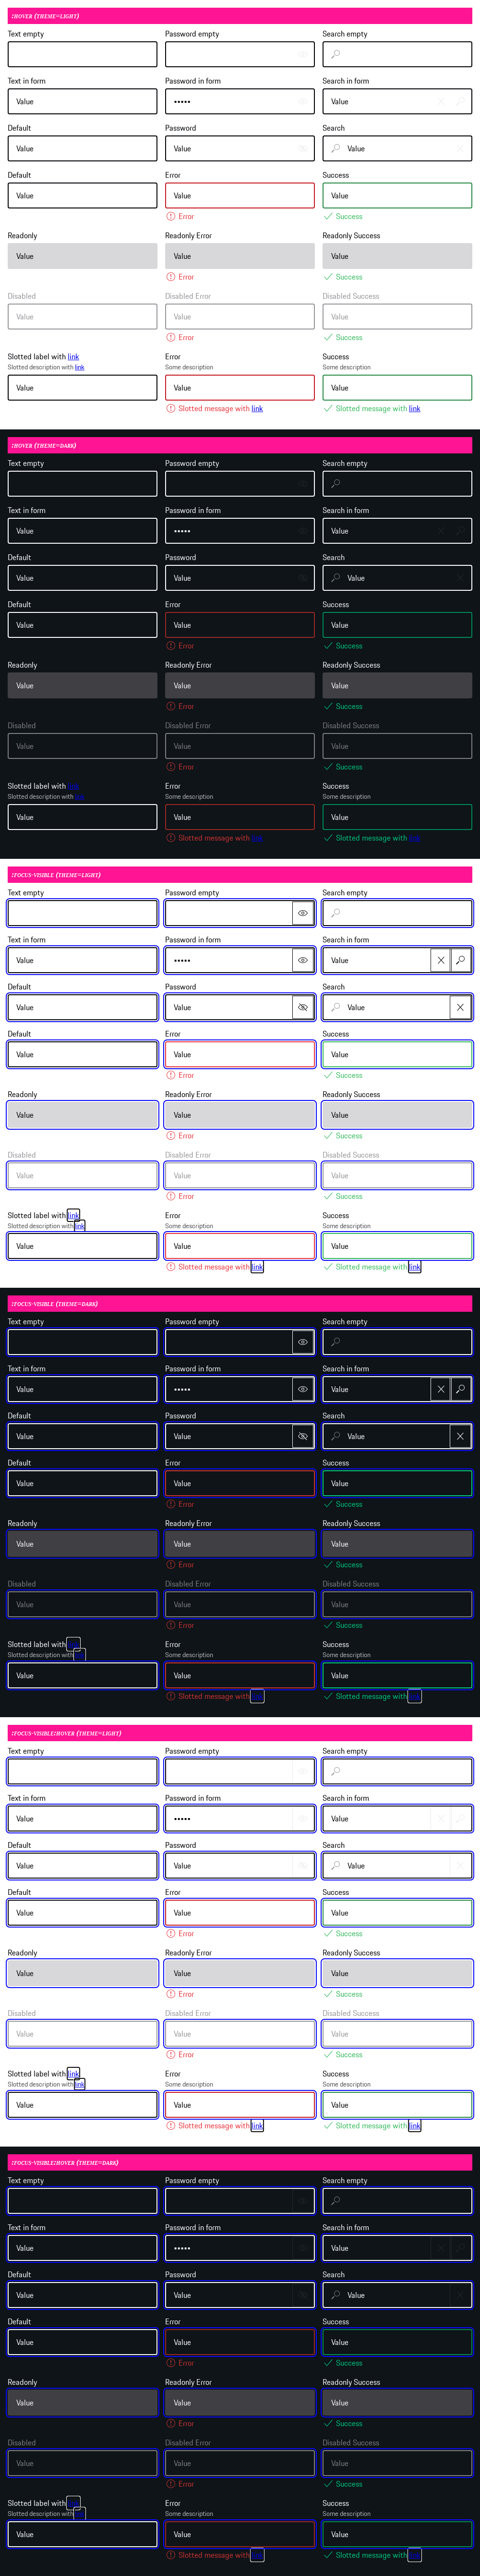 :HOVER (THEME=LIGHT)
Text empty Password empty Search empty
Text in form Password in form Search in form
Value ••••• Value
Default Password Search
Value Value Value
Default Error Success
Value Value Value
Error Success
Readonly Readonly Error Readonly Success
Value Value Value
Error Success
Disabled Disabled Error Disabled Success
Value Value Value
Error Success
Slotted label with link Error Success
Slotted description with link Some description Some description
Value Value Value
Slotted message with link Slotted message with link
:HOVER (THEME=DARK)
Text empty Password empty Search empty
Text in form Password in form Search in form
Value ••••• Value
Default Password Search
Value Value Value
Default Error Success
Value Value Value
Error Success
Readonly Readonly Error Readonly Success
Value Value Value
Error Success
Disabled Disabled Error Disabled Success
Value Value Value
Error Success
Slotted label with link Error Success
Slotted description with link Some description Some description
Value Value Value
Slotted message with link Slotted message with link
:FOCUS-VISIBLE (THEME=LIGHT)
Text empty Password empty Search empty
Text in form Password in form Search in form
Value ••••• Value
Default Password Search
Value Value Value
Default Error Success
Value Value Value
Error Success
Readonly Readonly Error Readonly Success
Value Value Value
Error Success
Disabled Disabled Error Disabled Success
Value Value Value
Error Success
Slotted label with link Error Success
Slotted description with link Some description Some description
Value Value Value
Slotted message with link Slotted message with link
:FOCUS-VISIBLE (THEME=DARK)
Text empty Password empty Search empty
Text in form Password in form Search in form
Value ••••• Value
Default Password Search
Value Value Value
Default Error Success
Value Value Value
Error Success
Readonly Readonly Error Readonly Success
Value Value Value
Error Success
Disabled Disabled Error Disabled Success
Value Value Value
Error Success
Slotted label with link Error Success
Slotted description with link Some description Some description
Value Value Value
Slotted message with link Slotted message with link
:FOCUS-VISIBLE:HOVER (THEME=LIGHT)
Text empty Password empty Search empty
Text in form Password in form Search in form
Value ••••• Value
Default Password Search
Value Value Value
Default Error Success
Value Value Value
Error Success
Readonly Readonly Error Readonly Success
Value Value Value
Error Success
Disabled Disabled Error Disabled Success
Value Value Value
Error Success
Slotted label with link Error Success
Slotted description with link Some description Some description
Value Value Value
Slotted message with link Slotted message with link
:FOCUS-VISIBLE:HOVER (THEME=DARK)
Text empty Password empty Search empty
Text in form Password in form Search in form
Value ••••• Value
Default Password Search
Value Value Value
Default Error Success
Value Value Value
Error Success
Readonly Readonly Error Readonly Success
Value Value Value
Error Success
Disabled Disabled Error Disabled Success
Value Value Value
Error Success
Slotted label with link Error Success
Slotted description with link Some description Some description
Value Value Value
Slotted message with link Slotted message with link